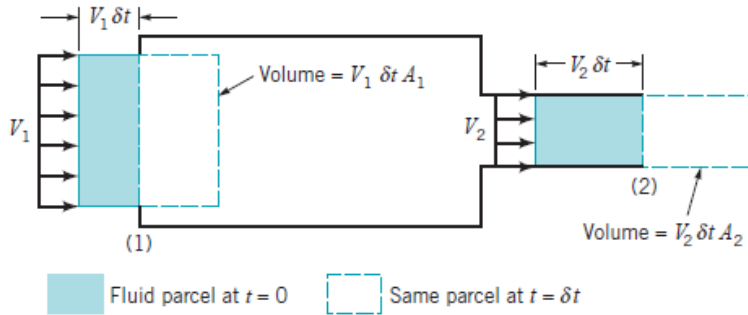 V₁ δt
Volume = V₁ δt A₁
V₂ δt
V₁
V₂
(1)
(2)
Volume = V₂ δt A₂
Fluid parcel at t = 0
Same parcel at t = δt